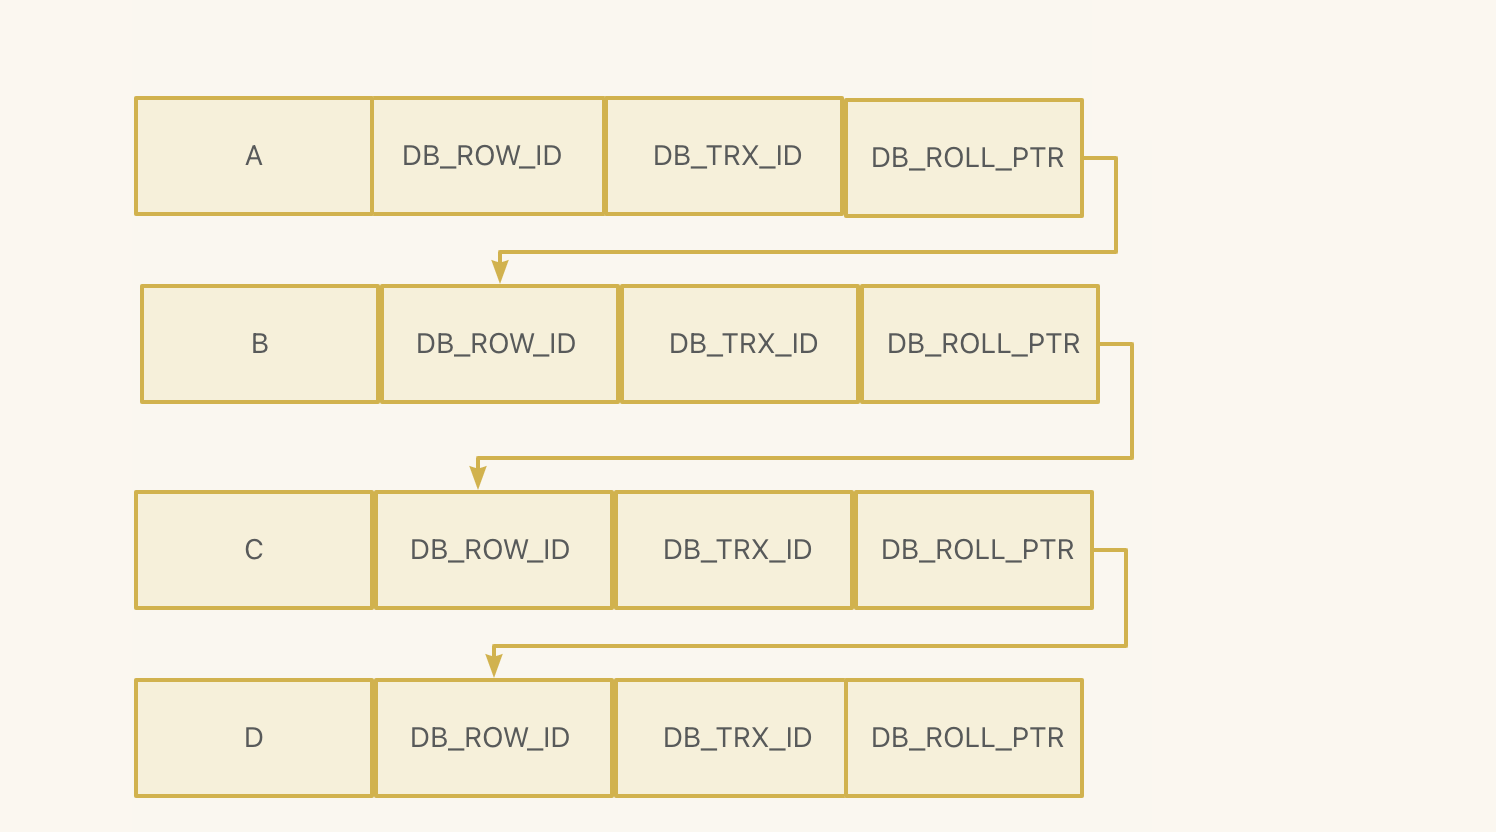 A DB_ROW_ID DB_TRX_ID DB_ROLL_PTR
B DB_ROW_ID DB_TRX_ID DB_ROLL_PTR
C DB_ROW_ID DB_TRX_ID DB_ROLL_PTR
D DB_ROW_ID DB_TRX_ID DB_ROLL_PTR